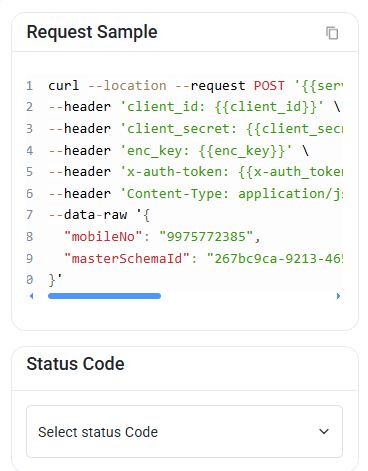 Request Sample
1 curl --location --request POST '{{serv
2 --header 'client_id: {{client_id}}' \
3 --header 'client_secret: {{client_secr
4 --header 'enc_key: {{enc_key}}' \
5 --header 'x-auth-token: {{x-auth_token
6 --header 'Content-Type: application/js
7 --data-raw '{
8 "mobileNo": "9975772385",
9 "masterSchemaId": "267bc9ca-9213-465
0 }'
Status Code
Select status Code